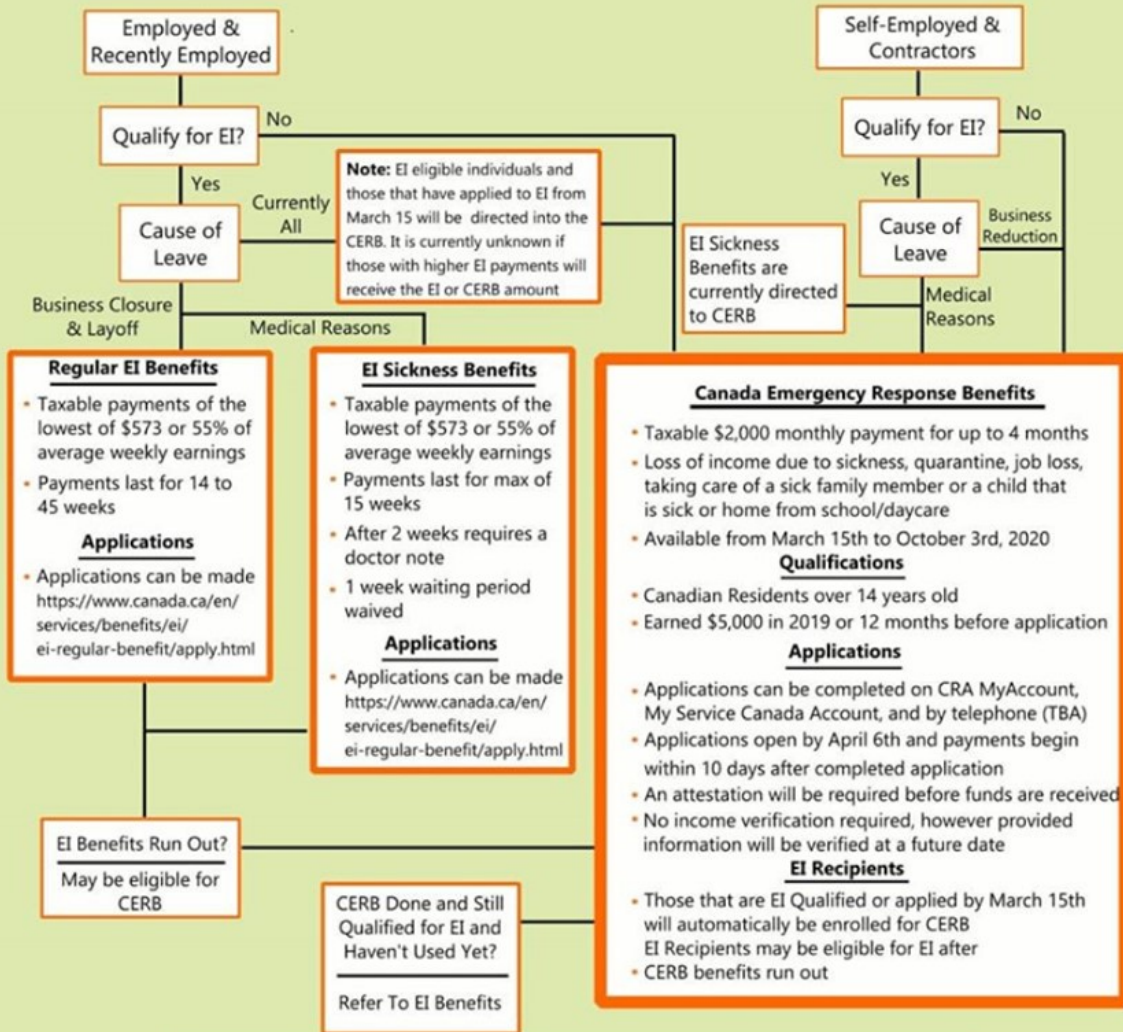 Employed &
Recently Employed
Qualify for EI?
No
Yes
Cause of
Leave
Currently
All
Note: EI eligible individuals and
those that have applied to EI from
March 15 will be directed into the
CERB. It is currently unknown if
those with higher EI payments will
receive the EI or CERB amount
Business Closure
& Layoff
Medical Reasons
Self-Employed &
Contractors
Qualify for EI?
No
Yes
Cause of
Leave
Business
Reduction
Medical
Reasons
EI Sickness
Benefits are
currently directed
to CERB
Regular EI Benefits
• Taxable payments of the
lowest of $573 or 55% of
average weekly earnings
• Payments last for 14 to
45 weeks
Applications
• Applications can be made
https://www.canada.ca/en/
services/benefits/ei/
ei-regular-benefit/apply.html
EI Sickness Benefits
• Taxable payments of the
lowest of $573 or 55% of
average weekly earnings
• Payments last for max of
15 weeks
• After 2 weeks requires a
doctor note
• 1 week waiting period
waived
Applications
• Applications can be made
https://www.canada.ca/en/
services/benefits/ei/
ei-regular-benefit/apply.html
Canada Emergency Response Benefits
• Taxable $2,000 monthly payment for up to 4 months
• Loss of income due to sickness, quarantine, job loss,
taking care of a sick family member or a child that
is sick or home from school/daycare
• Available from March 15th to October 3rd, 2020
Qualifications
• Canadian Residents over 14 years old
• Earned $5,000 in 2019 or 12 months before application
Applications
• Applications can be completed on CRA MyAccount,
My Service Canada Account, and by telephone (TBA)
• Applications open by April 6th and payments begin
within 10 days after completed application
• An attestation will be required before funds are received
• No income verification required, however provided
information will be verified at a future date
EI Recipients
• Those that are EI Qualified or applied by March 15th
will automatically be enrolled for CERB
EI Recipients may be eligible for EI after
• CERB benefits run out
EI Benefits Run Out?
May be eligible for
CERB
CERB Done and Still
Qualified for EI and
Haven't Used Yet?
Refer To EI Benefits